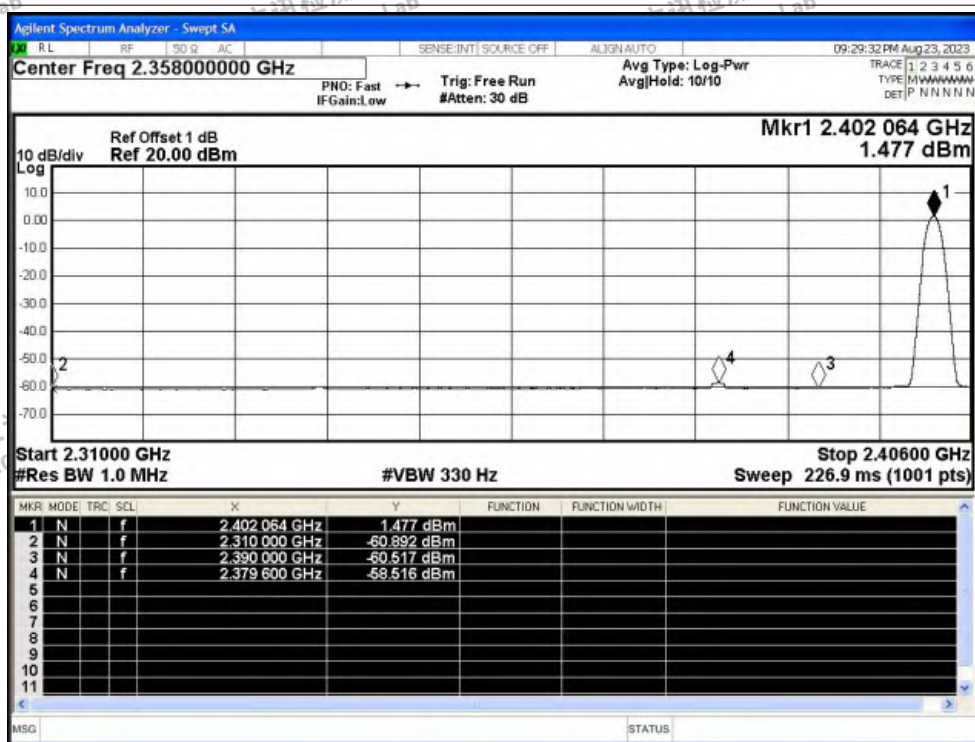 Lab
Lab
Agilent Spectrum Analyzer - Swept SA
LXI RL RF 50 Ω AC SENSE:INT SOURCE OFF ALIGN AUTO 09:29:32 PM Aug 23, 2023
Center Freq 2.358000000 GHz
PNO: Fast
IFGain:Low
Trig: Free Run
#Atten: 30 dB
Avg Type: Log-Pwr
Avg|Hold: 10/10
TRACE 1 2 3 4 5 6
TYPE MWWWWW
DET P N N N N N
Mkr1 2.402 064 GHz
1.477 dBm
Ref Offset 1 dB
10 dB/div Ref 20.00 dBm
Log
10.0
0.00
-10.0
-20.0
-30.0
-40.0
-50.0
-60.0
-70.0
1
2
4
3
Start 2.31000 GHz Stop 2.40600 GHz
#Res BW 1.0 MHz #VBW 330 Hz Sweep 226.9 ms (1001 pts)
MKR MODE TRC SCL X Y FUNCTION FUNCTION WIDTH FUNCTION VALUE
1 N f 2.402 064 GHz 1.477 dBm
2 N f 2.310 000 GHz -60.892 dBm
3 N f 2.390 000 GHz -60.517 dBm
4 N f 2.379 600 GHz -58.516 dBm
5
6
7
8
9
10
11
MSG STATUS